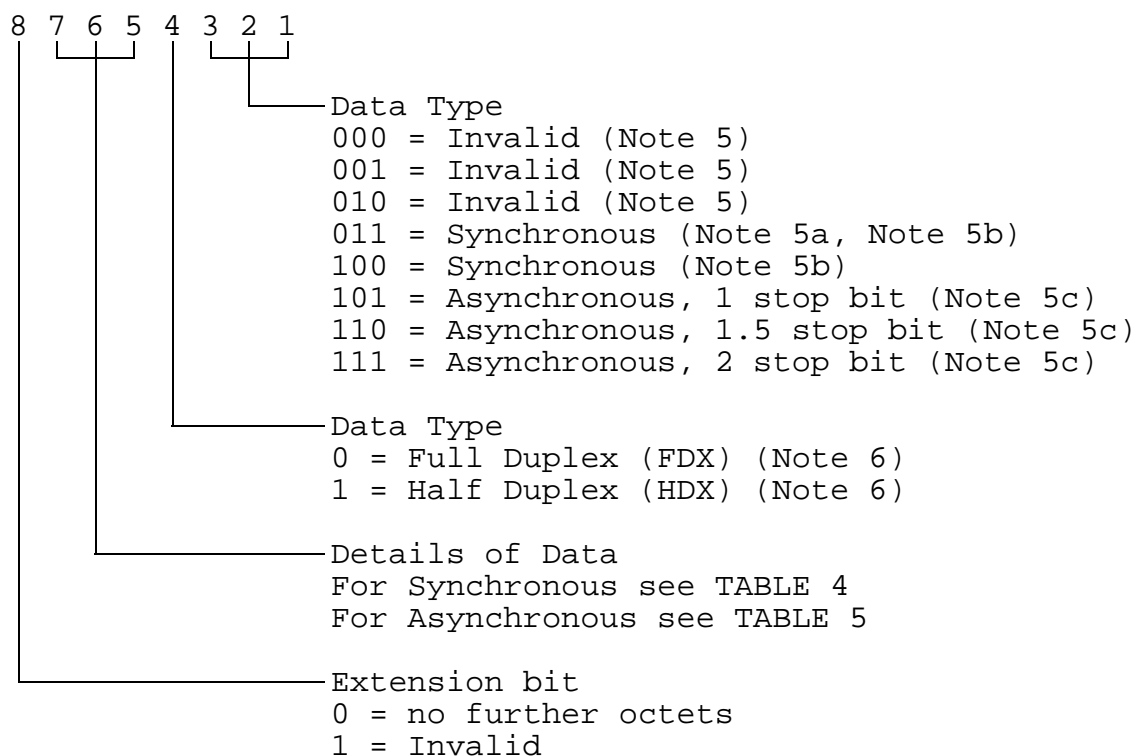 8 7 6 5 4 3 2 1
Data Type
000 = Invalid (Note 5)
001 = Invalid (Note 5)
010 = Invalid (Note 5)
011 = Synchronous (Note 5a, Note 5b)
100 = Synchronous (Note 5b)
101 = Asynchronous, 1 stop bit (Note 5c)
110 = Asynchronous, 1.5 stop bit (Note 5c)
111 = Asynchronous, 2 stop bit (Note 5c)
Data Type
0 = Full Duplex (FDX) (Note 6)
1 = Half Duplex (HDX) (Note 6)
Details of Data
For Synchronous see TABLE 4
For Asynchronous see TABLE 5
Extension bit
0 = no further octets
1 = Invalid